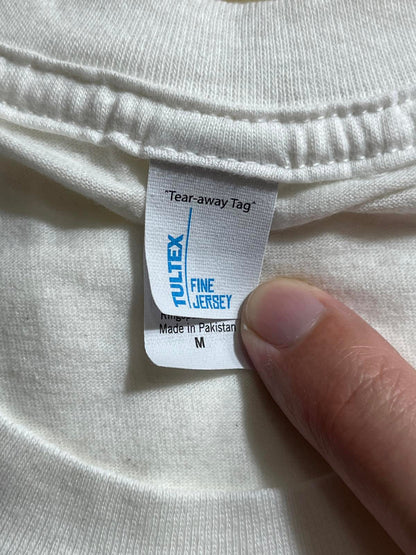 "Tear-away Tag"
TULTEX
FINE
JERSEY
Made In Pakistan
M